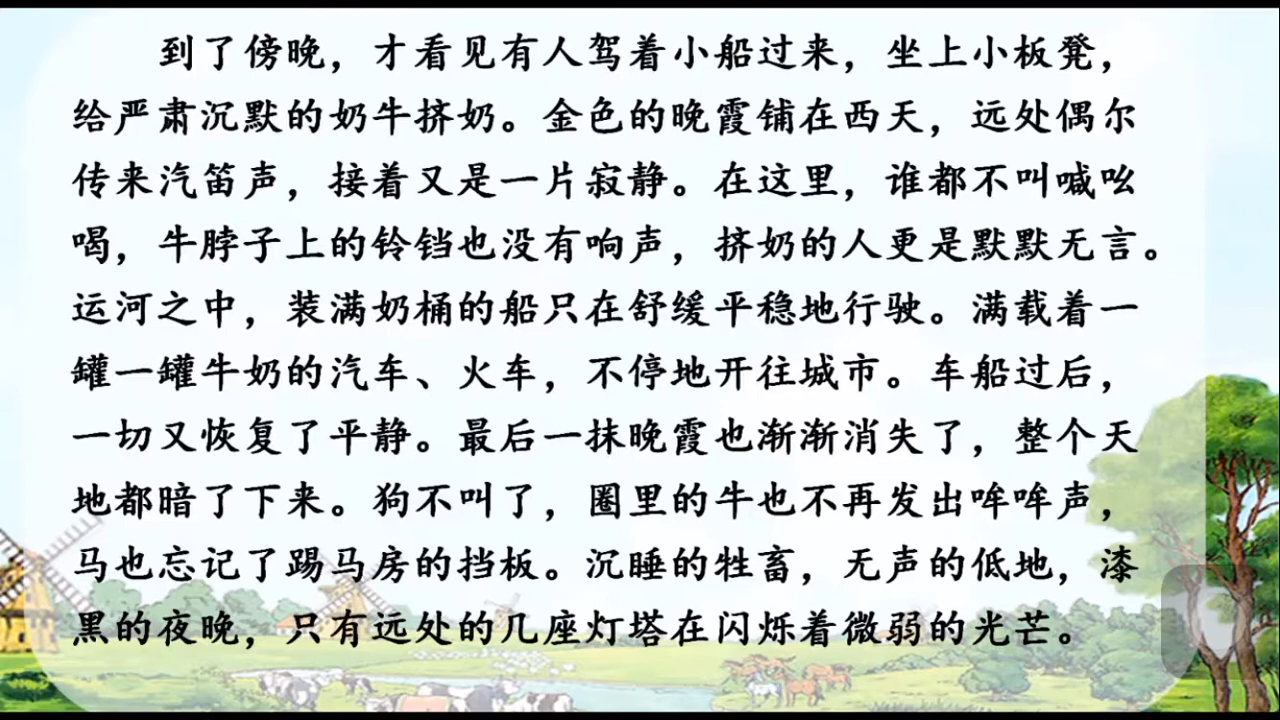 到了傍晚，才看见有人驾着小船过来，坐上小板凳，
给严肃沉默的奶牛挤奶。金色的晚霞铺在西天，远处偶尔
传来汽笛声，接着又是一片寂静。在这里，谁都不叫喊吆
喝，牛脖子上的铃铛也没有响声，挤奶的人更是默默无言。
运河之中，装满奶桶的船只在舒缓平稳地行驶。满载着一
罐一罐牛奶的汽车、火车，不停地开往城市。车船过后，
一切又恢复了平静。最后一抹晚霞也渐渐消失了，整个天
地都暗了下来。狗不叫了，圈里的牛也不再发出哞哞声，
马也忘记了踢马房的挡板。沉睡的牲畜，无声的低地，漆
黑的夜晚，只有远处的几座灯塔在闪烁着微弱的光芒。